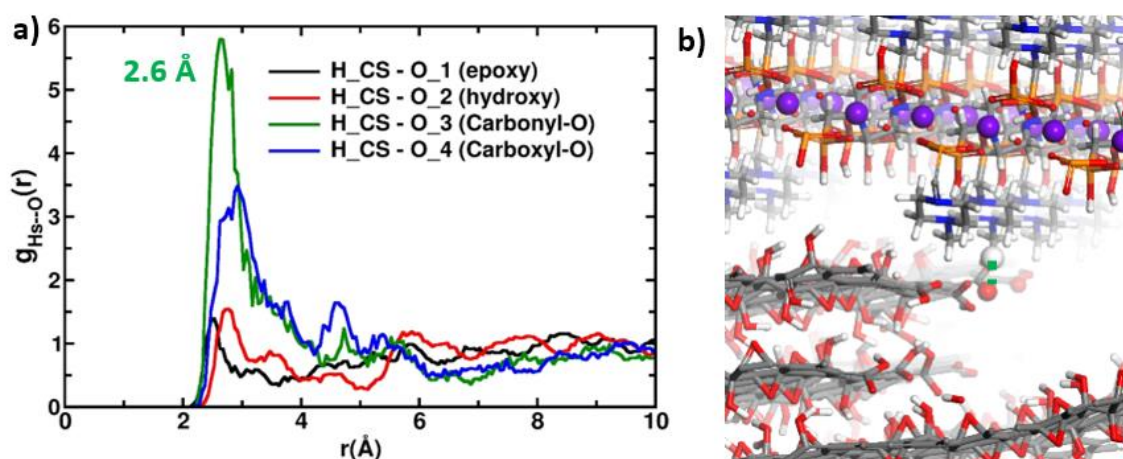 a)
b)
2.6 Å
H_CS - O_1 (epoxy)
H_CS - O_2 (hydroxy)
H_CS - O_3 (Carbonyl-O)
H_CS - O_4 (Carboxyl-O)
g_Hs--O(r)
6
5
4
3
2
1
0
0 2 4 6 8 10
r(Å)